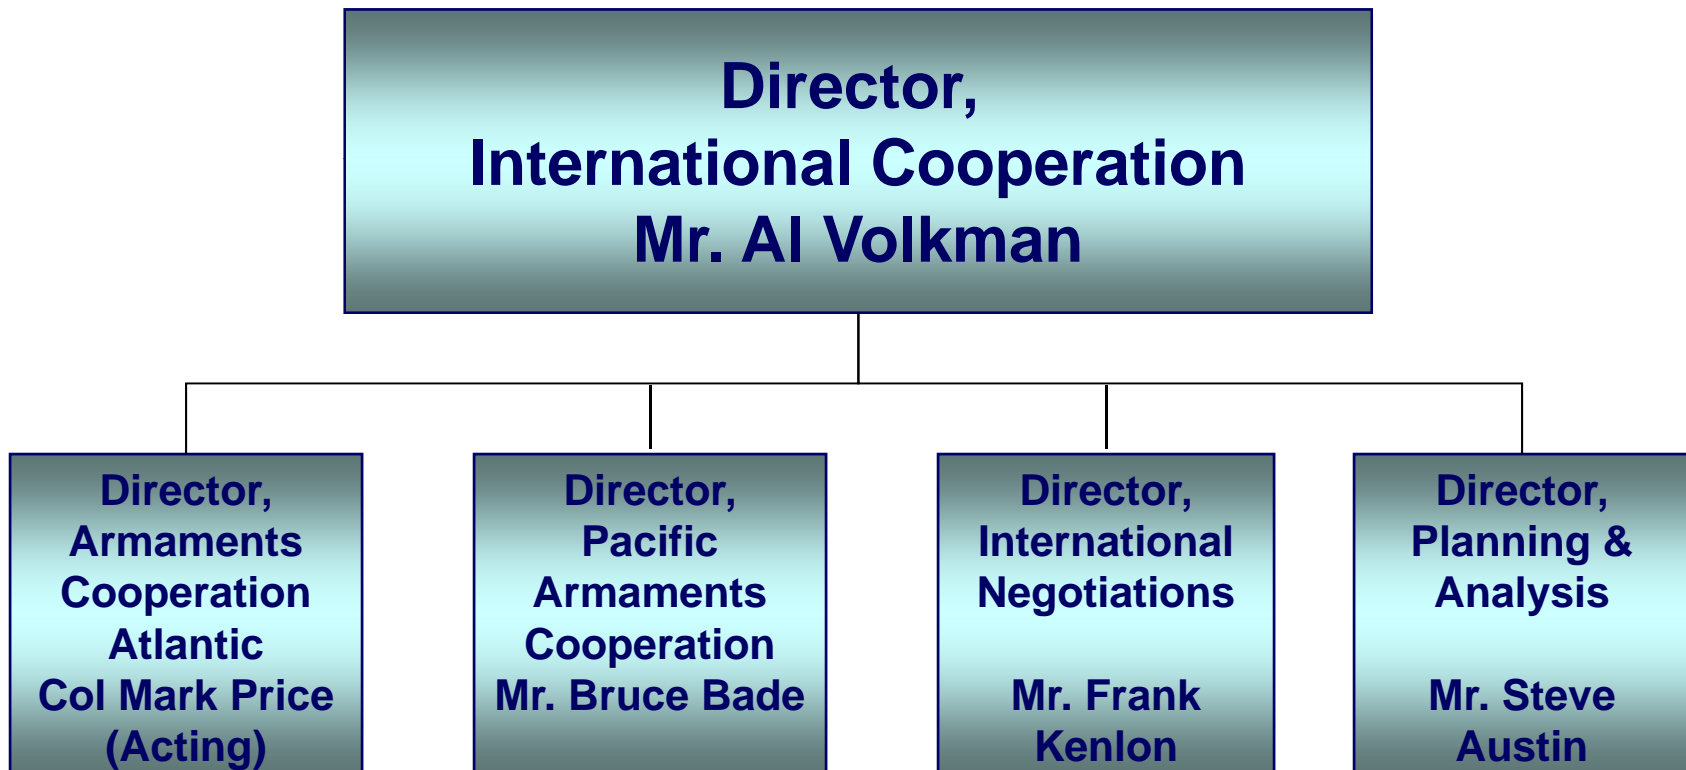 Director,
International Cooperation
Mr. Al Volkman
Director,
Armaments
Cooperation
Atlantic
Col Mark Price
(Acting)
Director,
Pacific
Armaments
Cooperation
Mr. Bruce Bade
Director,
International
Negotiations
Mr. Frank
Kenlon
Director,
Planning &
Analysis
Mr. Steve
Austin